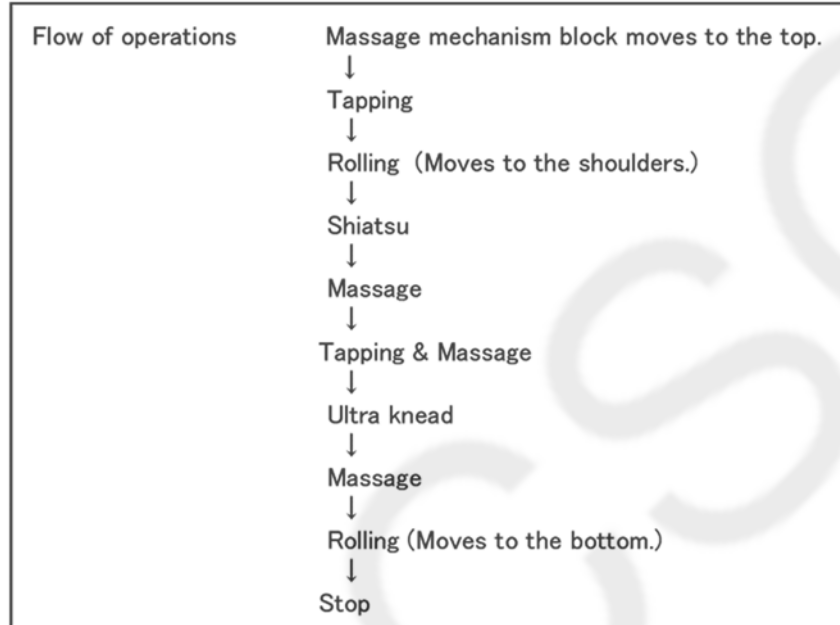 Flow of operations Massage mechanism block moves to the top.
↓
Tapping
↓
Rolling (Moves to the shoulders.)
↓
Shiatsu
↓
Massage
↓
Tapping & Massage
↓
Ultra knead
↓
Massage
↓
Rolling (Moves to the bottom.)
↓
Stop